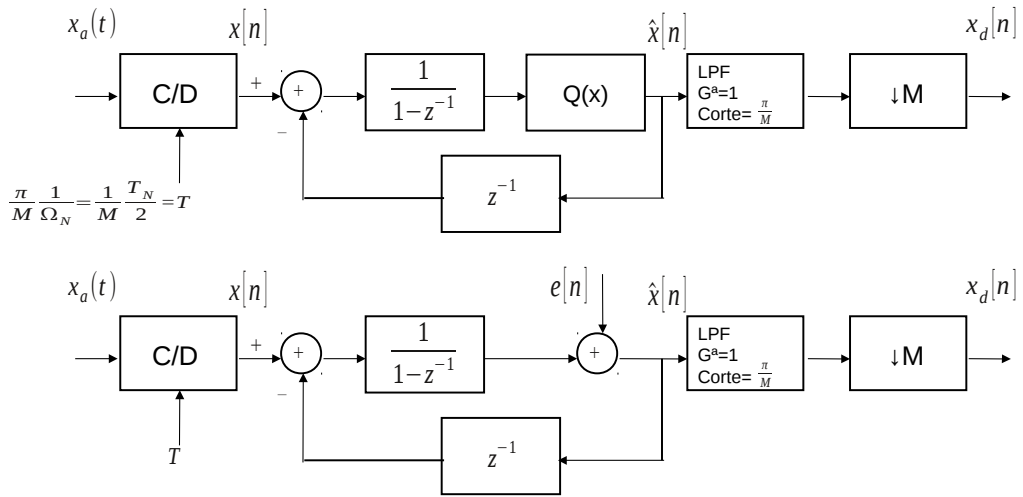 x_a(t) x[n] x̂[n] x_d[n]
C/D + + 1/(1−z^{−1}) Q(x) LPF ↓M
Gª=1
Corte= π/M
−
z^{−1}
π/M 1/Ω_N = 1/M T_N/2 = T
x_a(t) x[n] e[n] x̂[n] x_d[n]
C/D + + 1/(1−z^{−1}) + LPF ↓M
Gª=1
Corte= π/M
−
z^{−1}
T